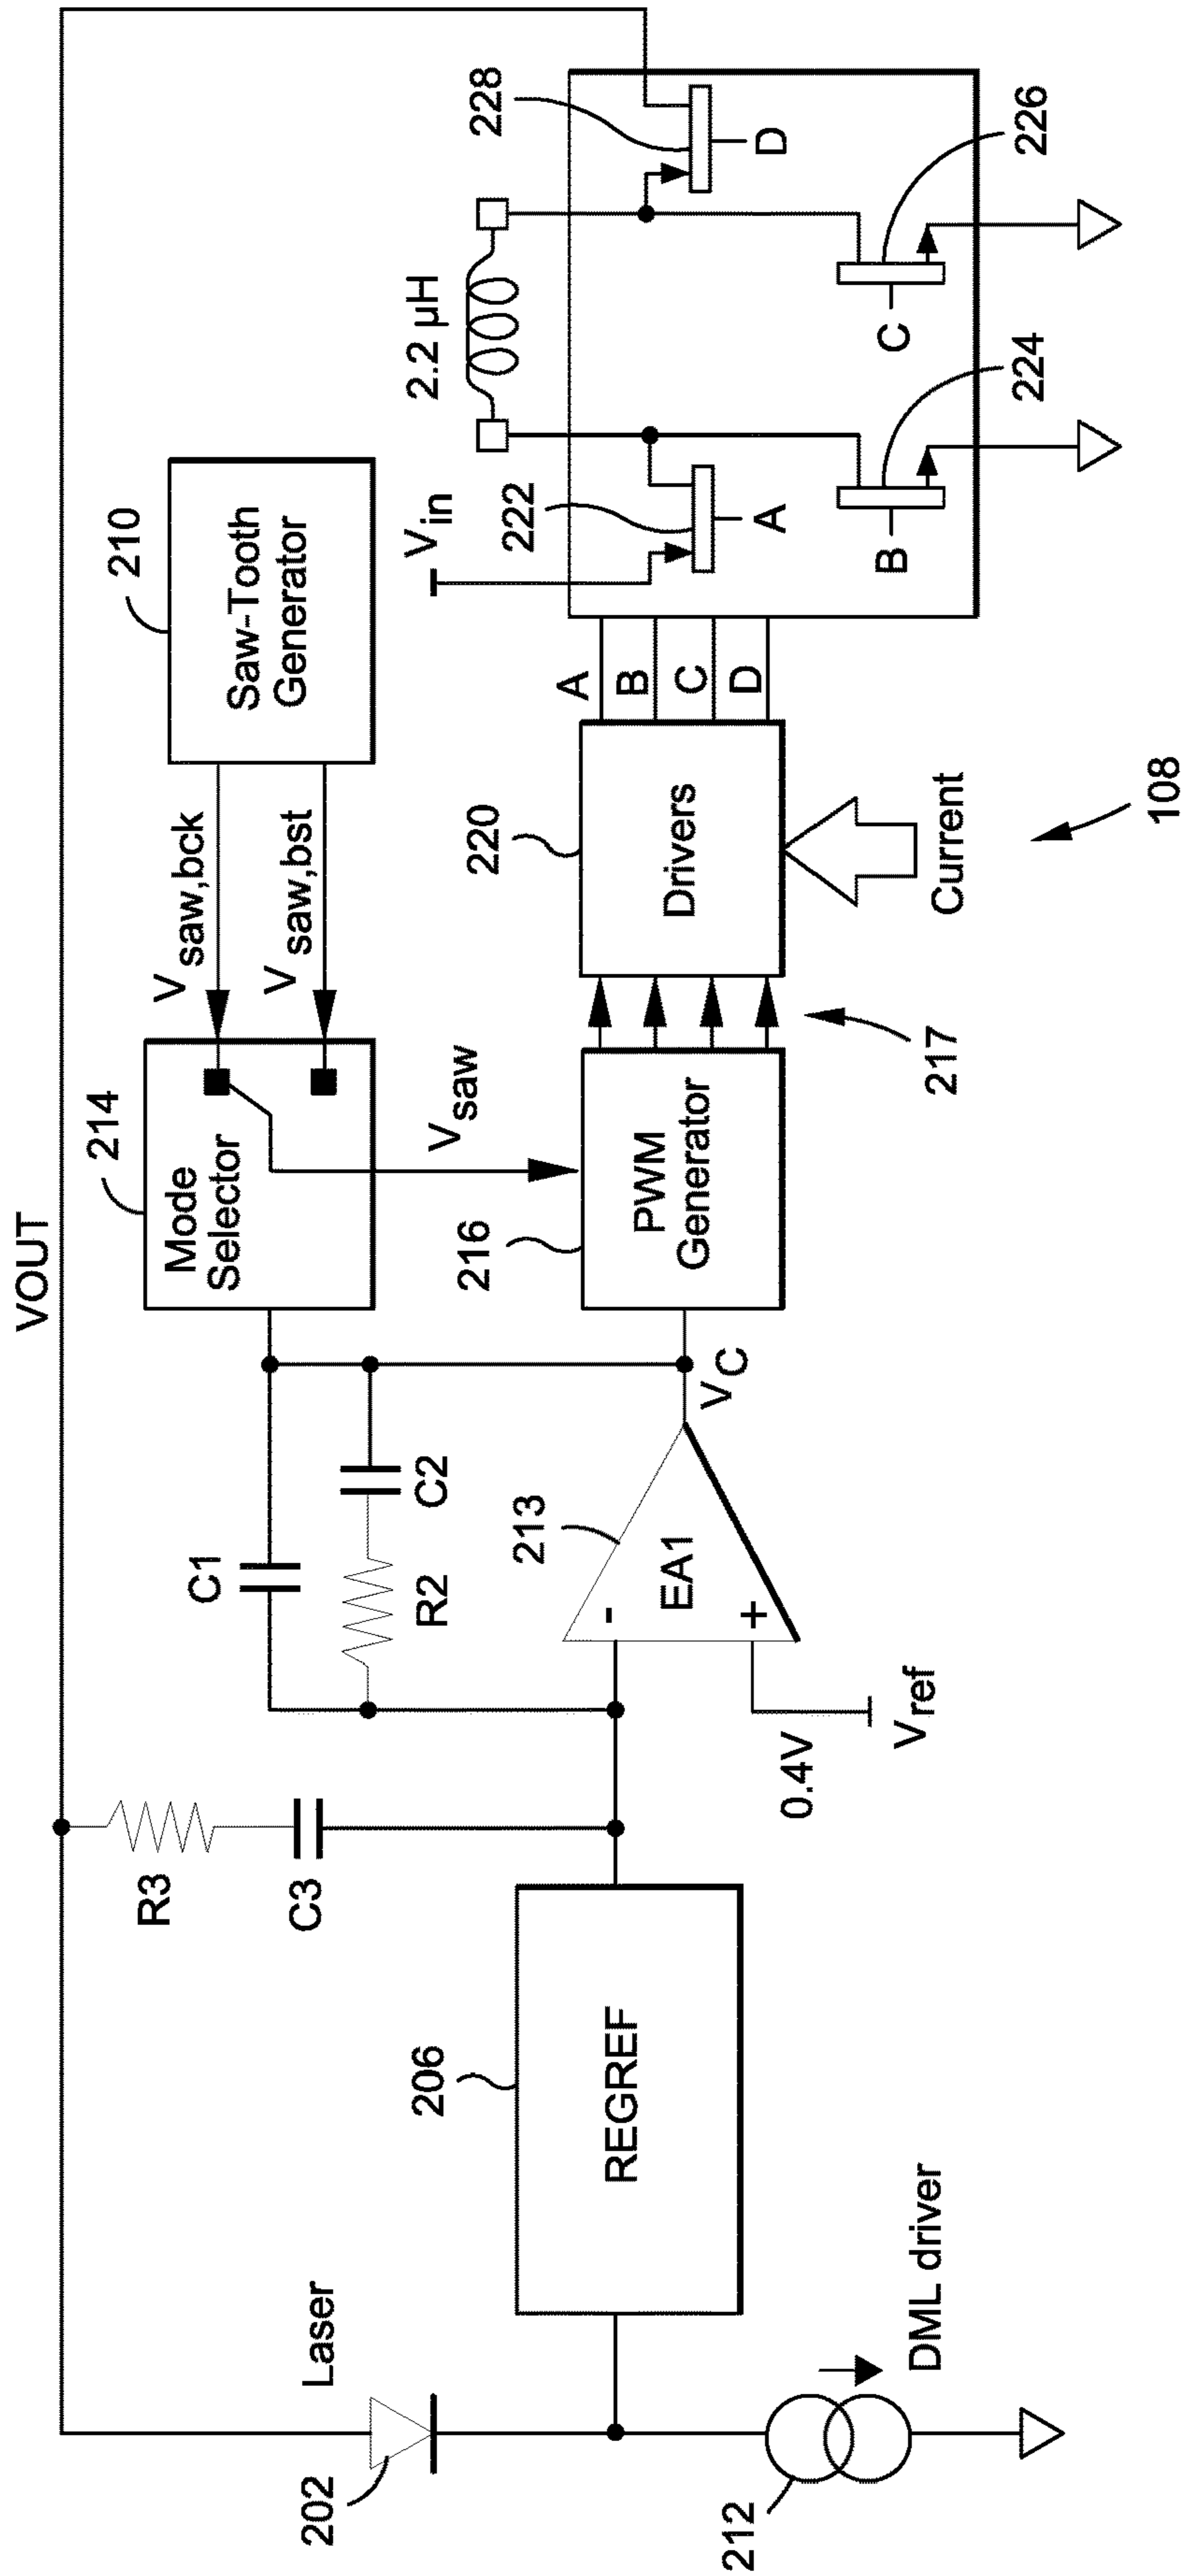 VOUT
202
Laser
212
DML driver
206
REGREF
R3
C3
C1
R2
C2
213
EA1
-
+
0.4V
Vref
VC
214
Mode
Selector
Vsaw
216
PWM
Generator
217
Vsaw,bck
Vsaw,bst
210
Saw-Tooth
Generator
220
Drivers
Current
108
A
B
C
D
Vin
222
A
2.2 µH
B
224
228
D
C
226